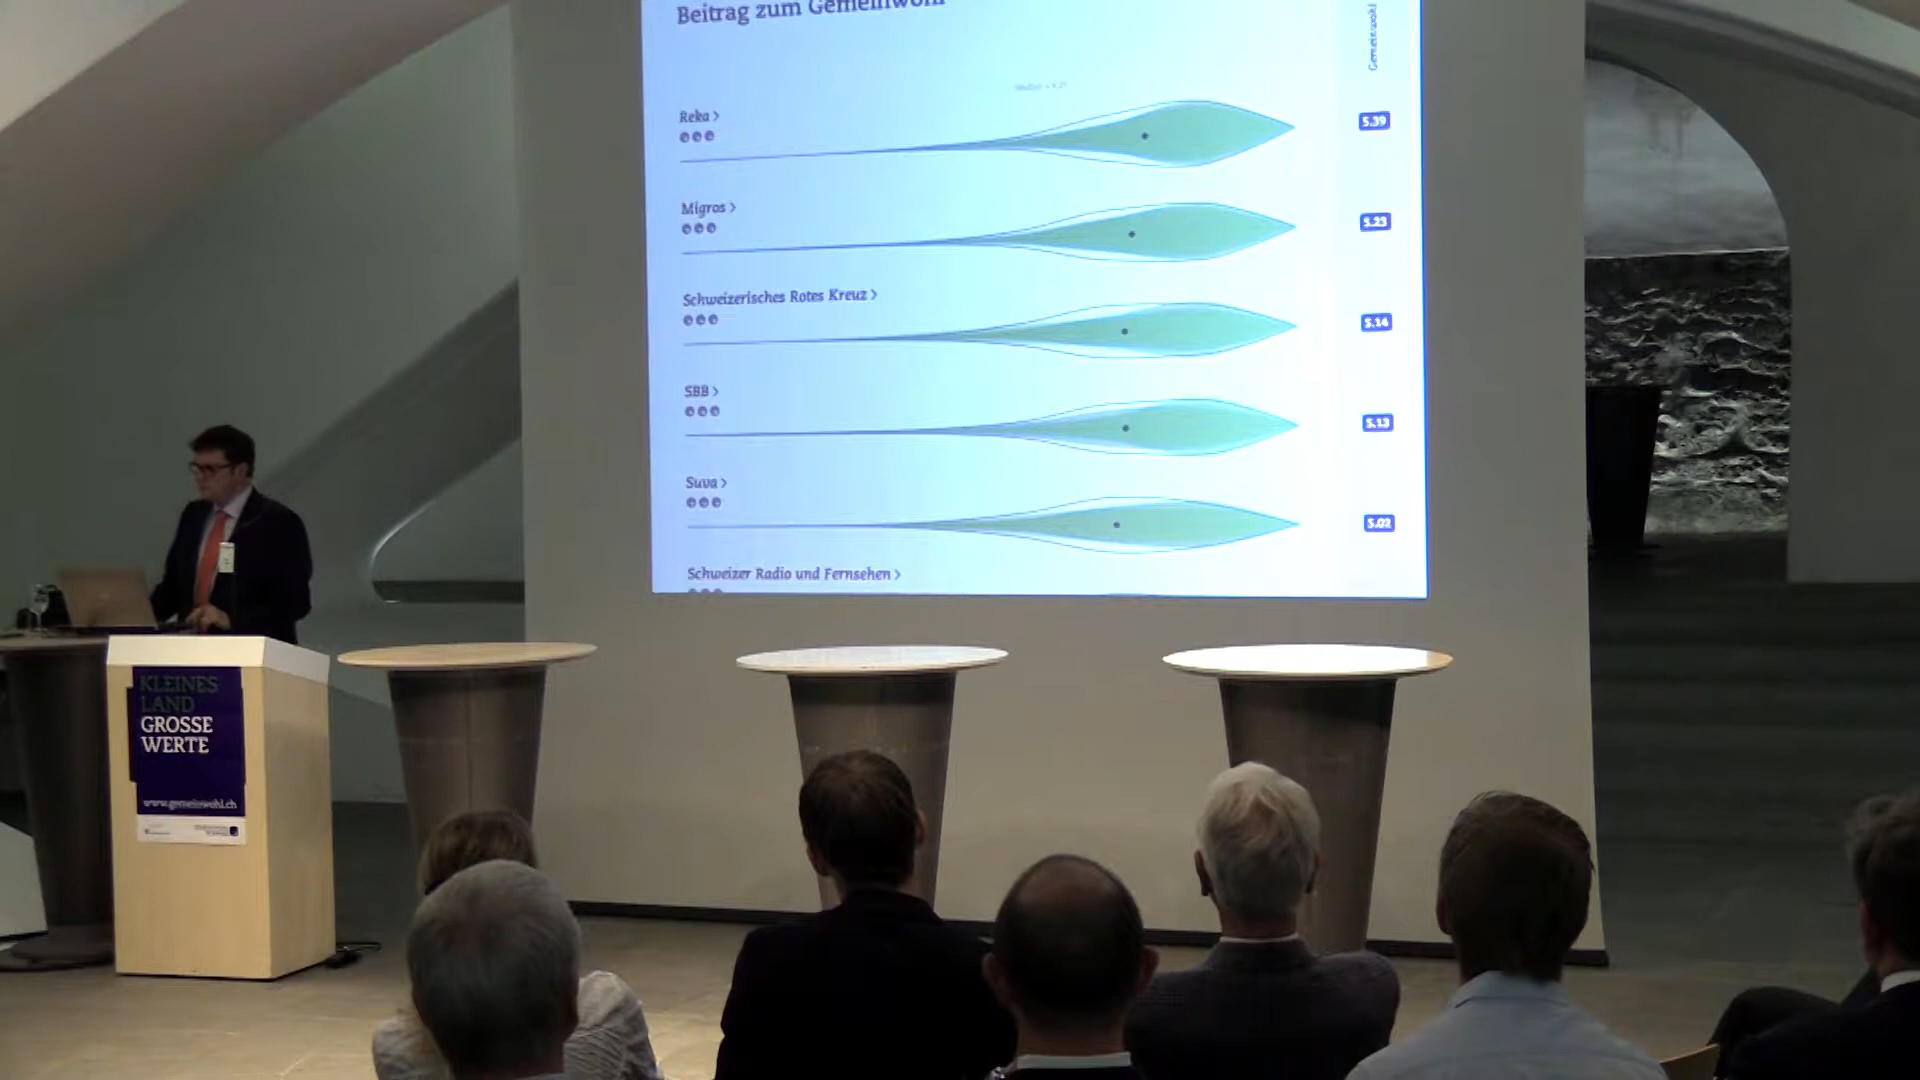 Beitrag zum Gemeinwohl
Gemeinwohl
Reka >
5.39
Migros >
5.23
Schweizerisches Rotes Kreuz >
5.14
SBB >
5.13
Suva >
5.02
Schweizer Radio und Fernsehen >
KLEINES
LAND
GROSSE
WERTE
www.gemeinwohl.ch